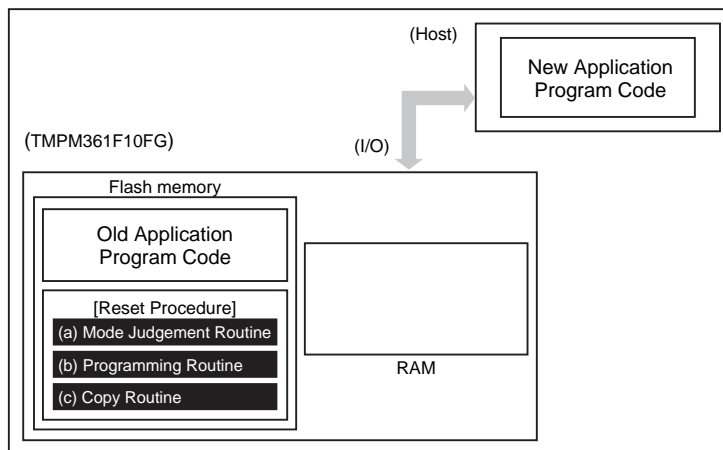 (Host)
New Application
Program Code
(TMPM361F10FG)
(I/O)
Flash memory
Old Application
Program Code
[Reset Procedure]
(a) Mode Judgement Routine
(b) Programming Routine
(c) Copy Routine
RAM